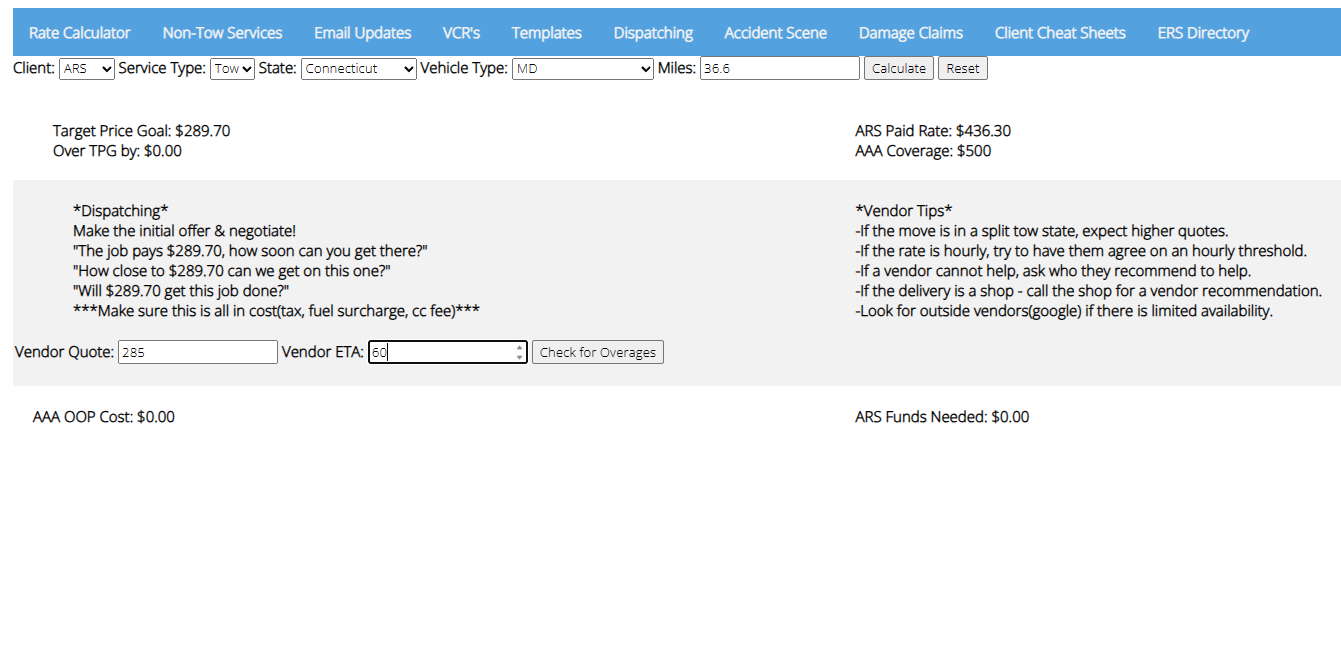 Rate Calculator Non-Tow Services Email Updates VCR's Templates Dispatching Accident Scene Damage Claims Client Cheat Sheets ERS Directory
Client: ARS Service Type: Tow State: Connecticut Vehicle Type: MD Miles: 36.6 Calculate Reset
Target Price Goal: $289.70
Over TPG by: $0.00
ARS Paid Rate: $436.30
AAA Coverage: $500
*Dispatching*
Make the initial offer & negotiate!
"The job pays $289.70, how soon can you get there?"
"How close to $289.70 can we get on this one?"
"Will $289.70 get this job done?"
***Make sure this is all in cost(tax, fuel surcharge, cc fee)***
*Vendor Tips*
-If the move is in a split tow state, expect higher quotes.
-If the rate is hourly, try to have them agree on an hourly threshold.
-If a vendor cannot help, ask who they recommend to help.
-If the delivery is a shop - call the shop for a vendor recommendation.
-Look for outside vendors(google) if there is limited availability.
Vendor Quote: 285 Vendor ETA: 60 Check for Overages
AAA OOP Cost: $0.00
ARS Funds Needed: $0.00